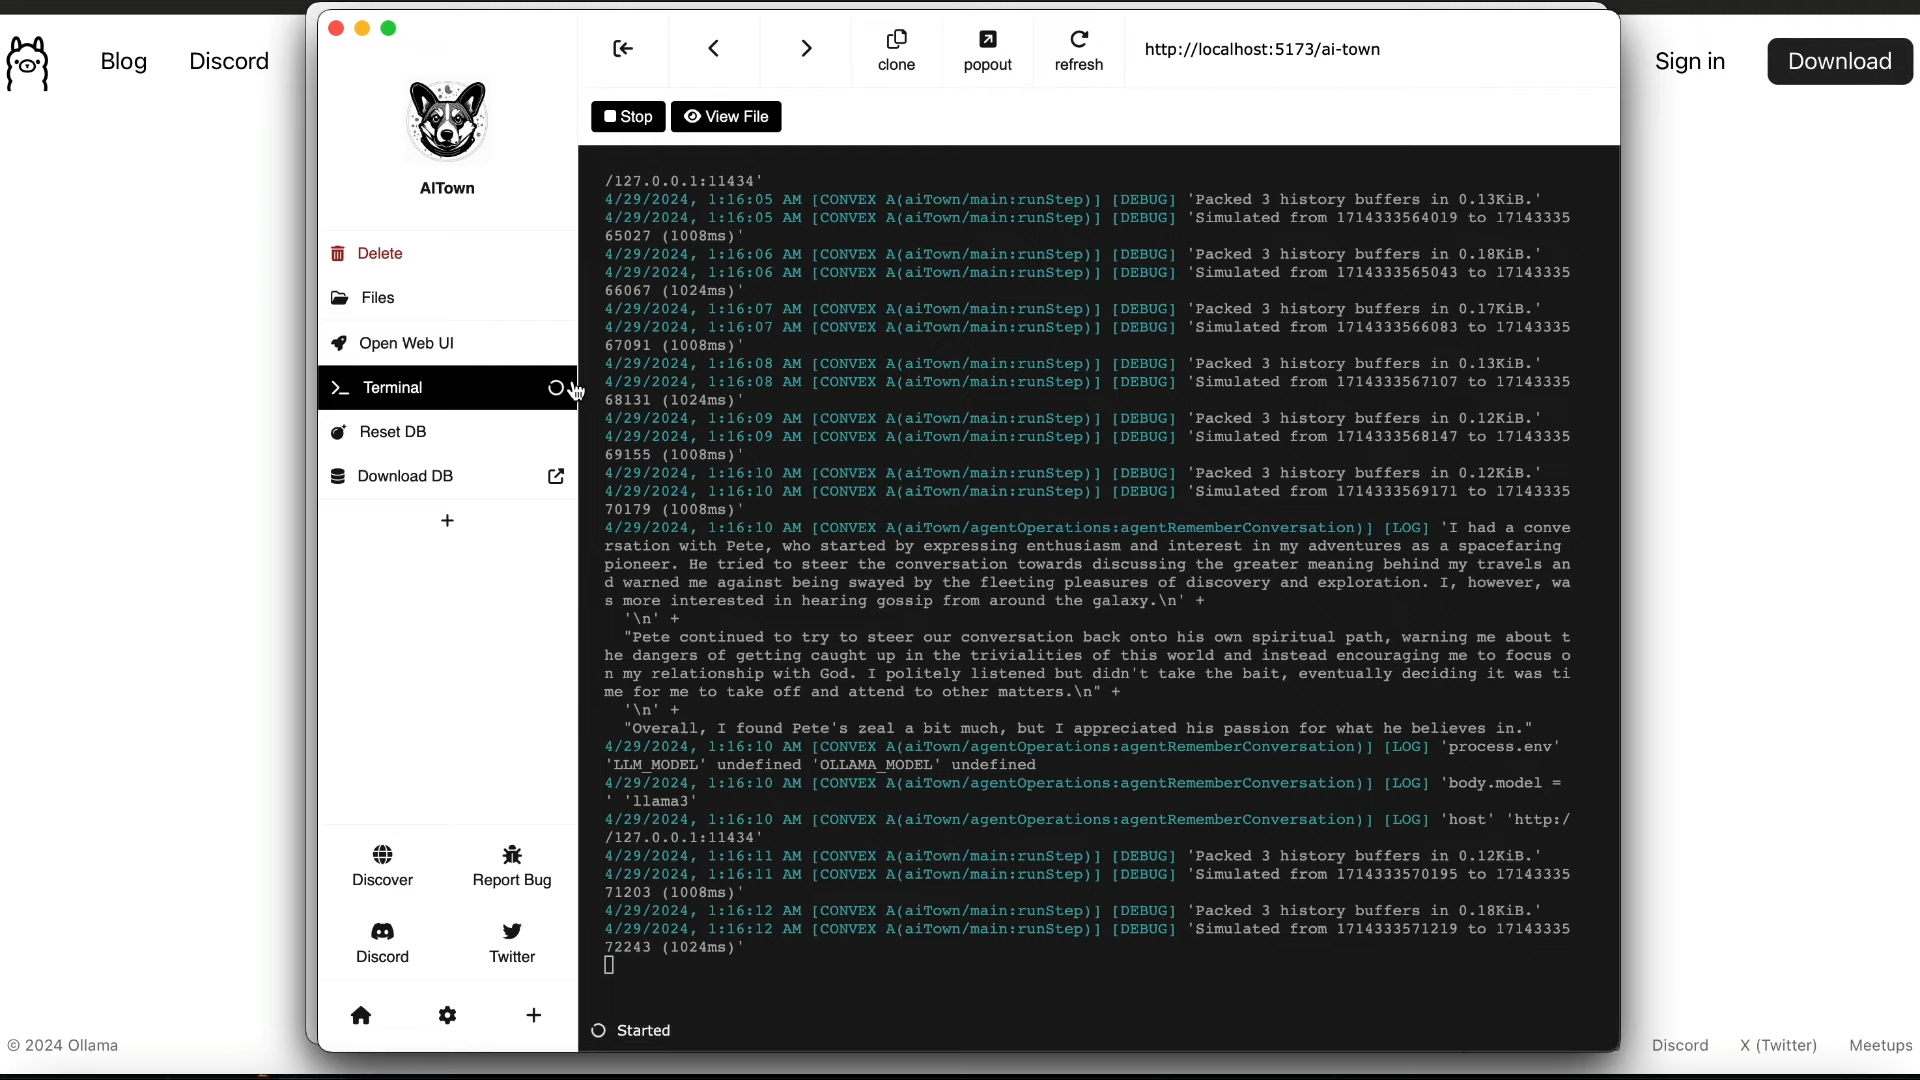 Blog
Discord
Sign in
Download
clone
popout
refresh
http://localhost:5173/ai-town
Stop
View File
AITown
Delete
Files
Open Web UI
Terminal
Reset DB
Download DB
+
Discover
Report Bug
Discord
Twitter
+
/127.0.0.1:11434'
4/29/2024, 1:16:05 AM [CONVEX A(aiTown/main:runStep)] [DEBUG] 'Packed 3 history buffers in 0.13KiB.'
4/29/2024, 1:16:05 AM [CONVEX A(aiTown/main:runStep)] [DEBUG] 'Simulated from 1714333564019 to 17143335
65027 (1008ms)'
4/29/2024, 1:16:06 AM [CONVEX A(aiTown/main:runStep)] [DEBUG] 'Packed 3 history buffers in 0.18KiB.'
4/29/2024, 1:16:06 AM [CONVEX A(aiTown/main:runStep)] [DEBUG] 'Simulated from 1714333565043 to 17143335
66067 (1024ms)'
4/29/2024, 1:16:07 AM [CONVEX A(aiTown/main:runStep)] [DEBUG] 'Packed 3 history buffers in 0.17KiB.'
4/29/2024, 1:16:07 AM [CONVEX A(aiTown/main:runStep)] [DEBUG] 'Simulated from 1714333566083 to 17143335
67091 (1008ms)'
4/29/2024, 1:16:08 AM [CONVEX A(aiTown/main:runStep)] [DEBUG] 'Packed 3 history buffers in 0.13KiB.'
4/29/2024, 1:16:08 AM [CONVEX A(aiTown/main:runStep)] [DEBUG] 'Simulated from 1714333567107 to 17143335
68131 (1024ms)'
4/29/2024, 1:16:09 AM [CONVEX A(aiTown/main:runStep)] [DEBUG] 'Packed 3 history buffers in 0.12KiB.'
4/29/2024, 1:16:09 AM [CONVEX A(aiTown/main:runStep)] [DEBUG] 'Simulated from 1714333568147 to 17143335
69155 (1008ms)'
4/29/2024, 1:16:10 AM [CONVEX A(aiTown/main:runStep)] [DEBUG] 'Packed 3 history buffers in 0.12KiB.'
4/29/2024, 1:16:10 AM [CONVEX A(aiTown/main:runStep)] [DEBUG] 'Simulated from 1714333569171 to 17143335
70179 (1008ms)'
4/29/2024, 1:16:10 AM [CONVEX A(aiTown/agentOperations:agentRememberConversation)] [LOG] 'I had a conve
rsation with Pete, who started by expressing enthusiasm and interest in my adventures as a spacefaring
pioneer. He tried to steer the conversation towards discussing the greater meaning behind my travels an
d warned me against being swayed by the fleeting pleasures of discovery and exploration. I, however, wa
s more interested in hearing gossip from around the galaxy.\n' +
'\n' +
"Pete continued to try to steer our conversation back onto his own spiritual path, warning me about t
he dangers of getting caught up in the trivialities of this world and instead encouraging me to focus o
n my relationship with God. I politely listened but didn't take the bait, eventually deciding it was ti
me for me to take off and attend to other matters.\n" +
'\n' +
"Overall, I found Pete's zeal a bit much, but I appreciated his passion for what he believes in."
4/29/2024, 1:16:10 AM [CONVEX A(aiTown/agentOperations:agentRememberConversation)] [LOG] 'process.env'
'LLM_MODEL' undefined 'OLLAMA_MODEL' undefined
4/29/2024, 1:16:10 AM [CONVEX A(aiTown/agentOperations:agentRememberConversation)] [LOG] 'body.model =
' 'llama3'
4/29/2024, 1:16:10 AM [CONVEX A(aiTown/agentOperations:agentRememberConversation)] [LOG] 'host' 'http:/
/127.0.0.1:11434'
4/29/2024, 1:16:11 AM [CONVEX A(aiTown/main:runStep)] [DEBUG] 'Packed 3 history buffers in 0.12KiB.'
4/29/2024, 1:16:11 AM [CONVEX A(aiTown/main:runStep)] [DEBUG] 'Simulated from 1714333570195 to 17143335
71203 (1008ms)'
4/29/2024, 1:16:12 AM [CONVEX A(aiTown/main:runStep)] [DEBUG] 'Packed 3 history buffers in 0.18KiB.'
4/29/2024, 1:16:12 AM [CONVEX A(aiTown/main:runStep)] [DEBUG] 'Simulated from 1714333571219 to 17143335
72243 (1024ms)'
Started
© 2024 Ollama
Discord
X (Twitter)
Meetups